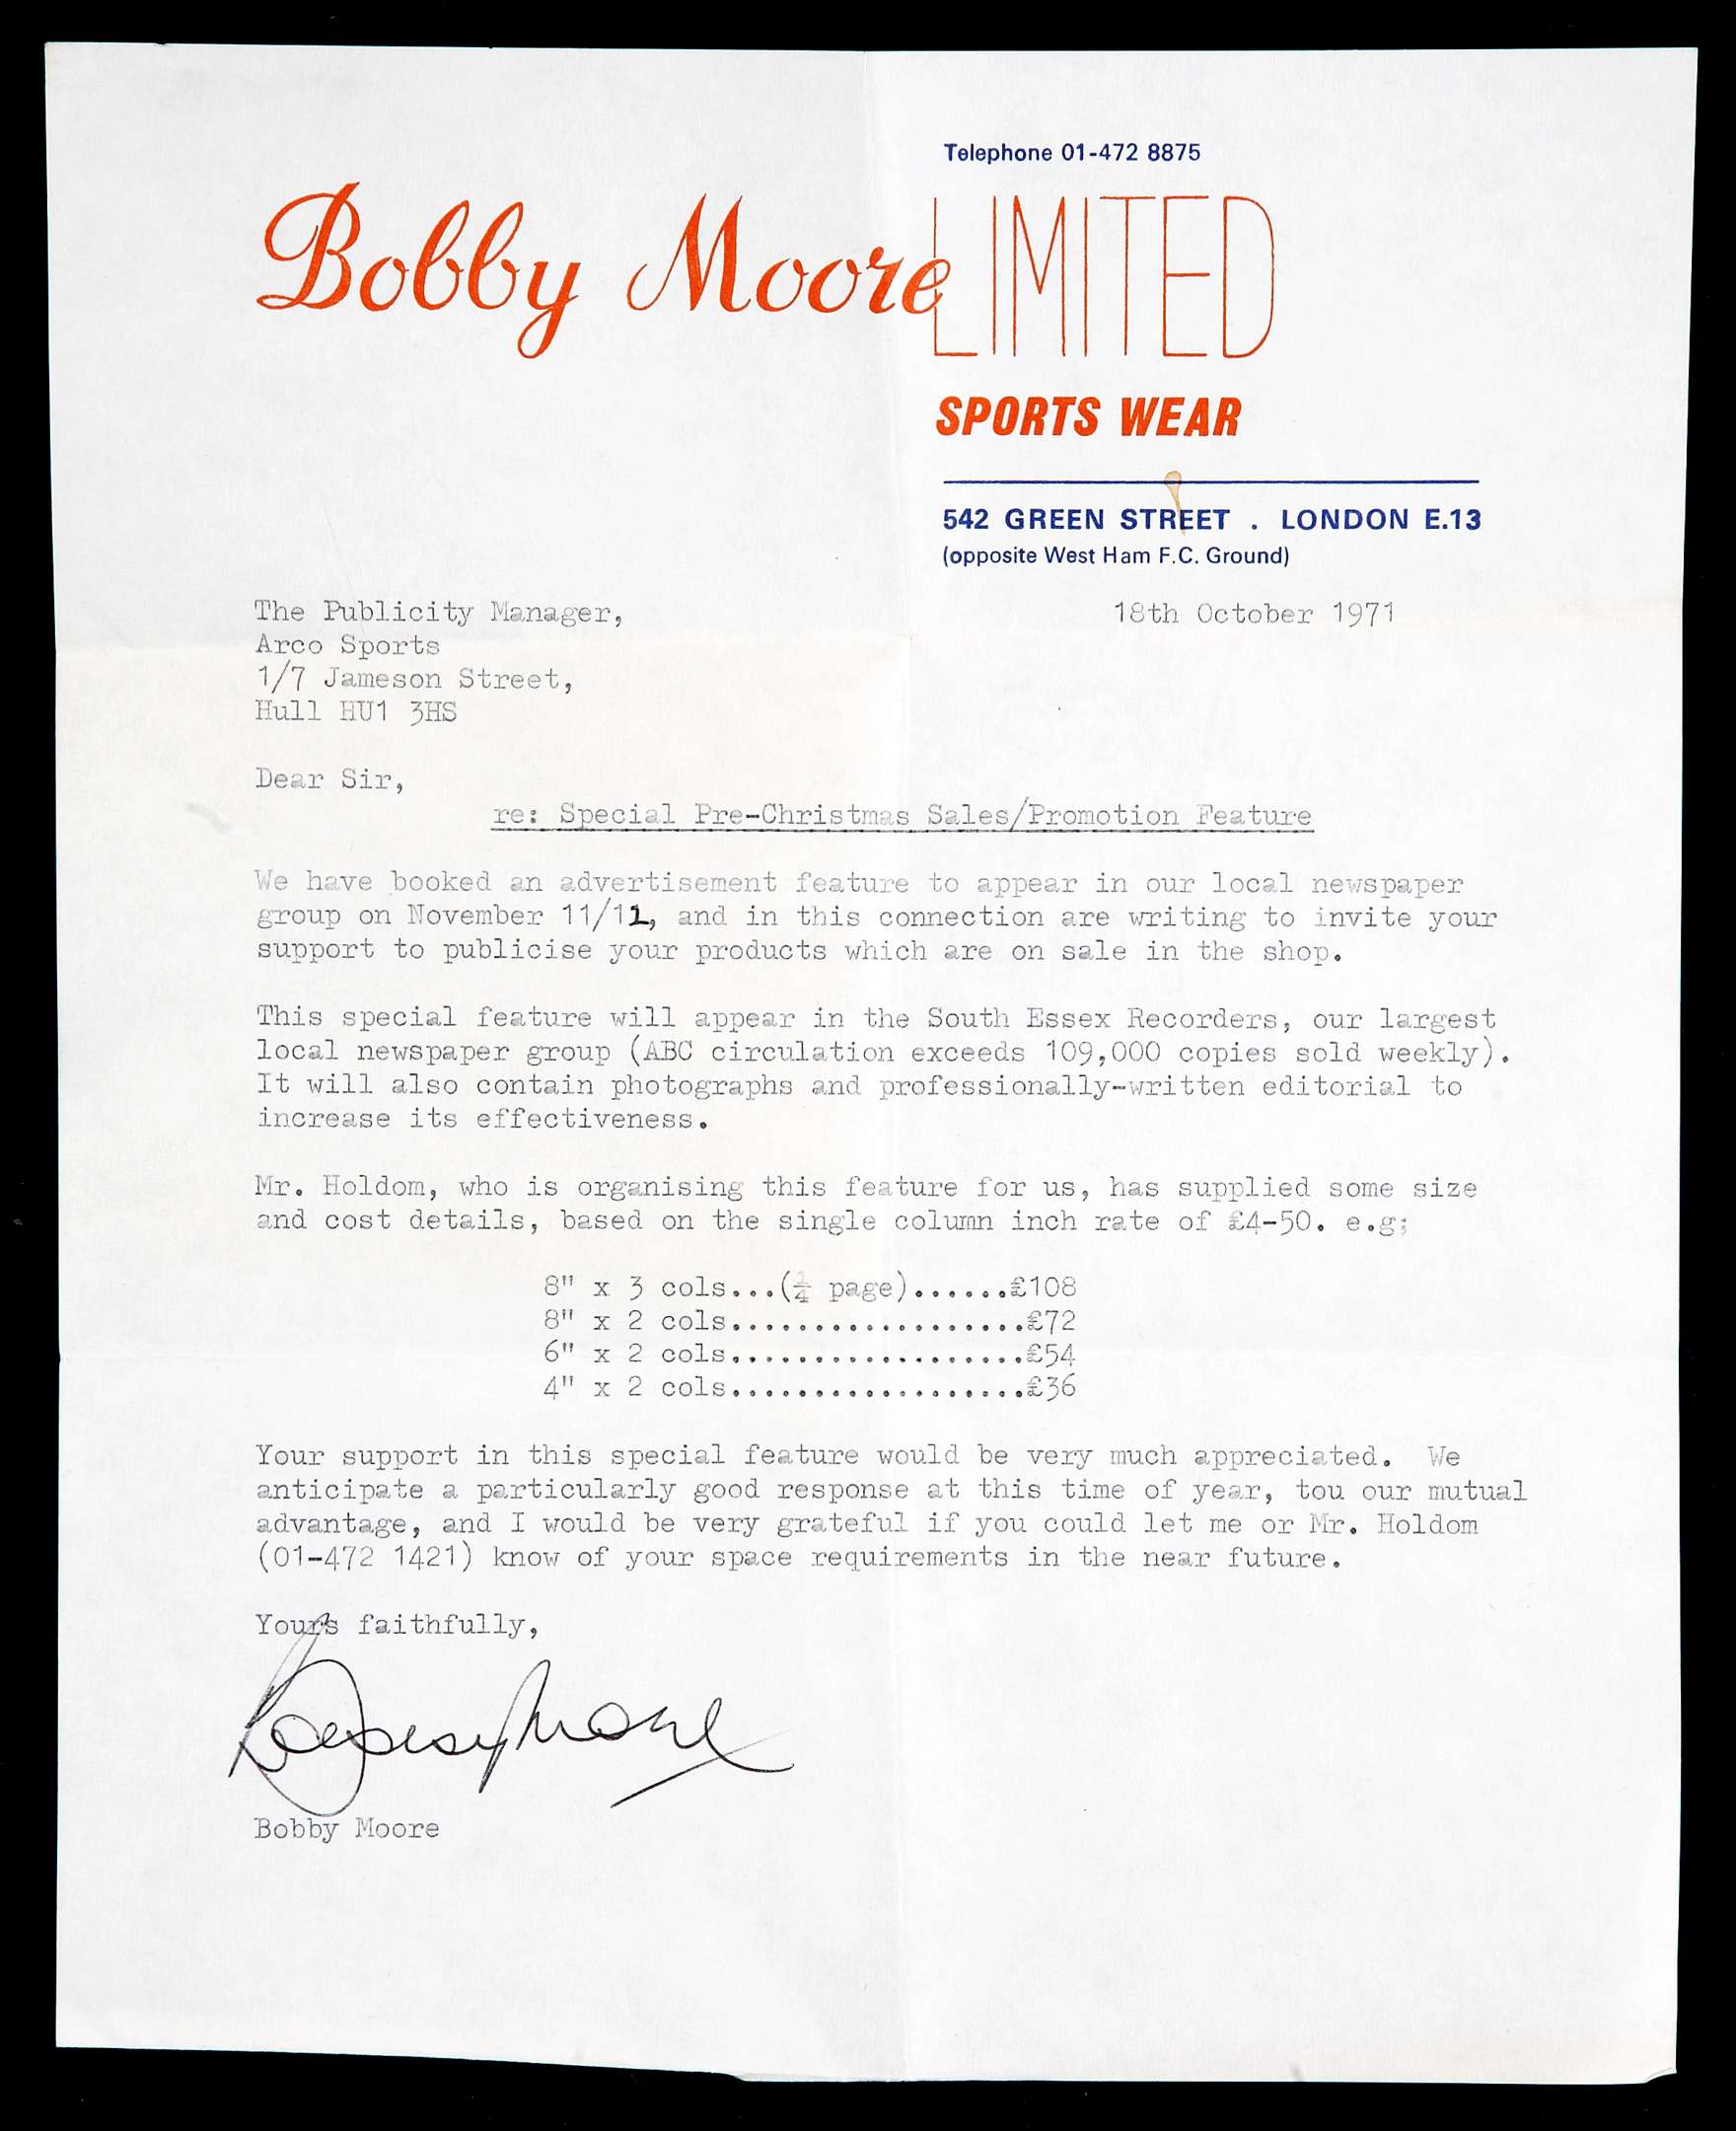 Telephone 01-472 8875
Bobby Moore LIMITED
SPORTS WEAR
542 GREEN STREET . LONDON E.13
(opposite West Ham F.C. Ground)
The Publicity Manager,
18th October 1971
Arco Sports
1/7 Jameson Street,
Hull HU1 3HS
Dear Sir,
re: Special Pre-Christmas Sales/Promotion Feature
We have booked an advertisement feature to appear in our local newspaper
group on November 11/12, and in this connection are writing to invite your
support to publicise your products which are on sale in the shop.
This special feature will appear in the South Essex Recorders, our largest
local newspaper group (ABC circulation exceeds 109,000 copies sold weekly).
It will also contain photographs and professionally-written editorial to
increase its effectiveness.
Mr. Holdom, who is organising this feature for us, has supplied some size
and cost details, based on the single column inch rate of £4-50. e.g;
8" x 3 cols...(¼ page)......£108
8" x 2 cols..................£72
6" x 2 cols..................£54
4" x 2 cols..................£36
Your support in this special feature would be very much appreciated. We
anticipate a particularly good response at this time of year, tou our mutual
advantage, and I would be very grateful if you could let me or Mr. Holdom
(01-472 1421) know of your space requirements in the near future.
Yours faithfully,
Bobby Moore
Bobby Moore